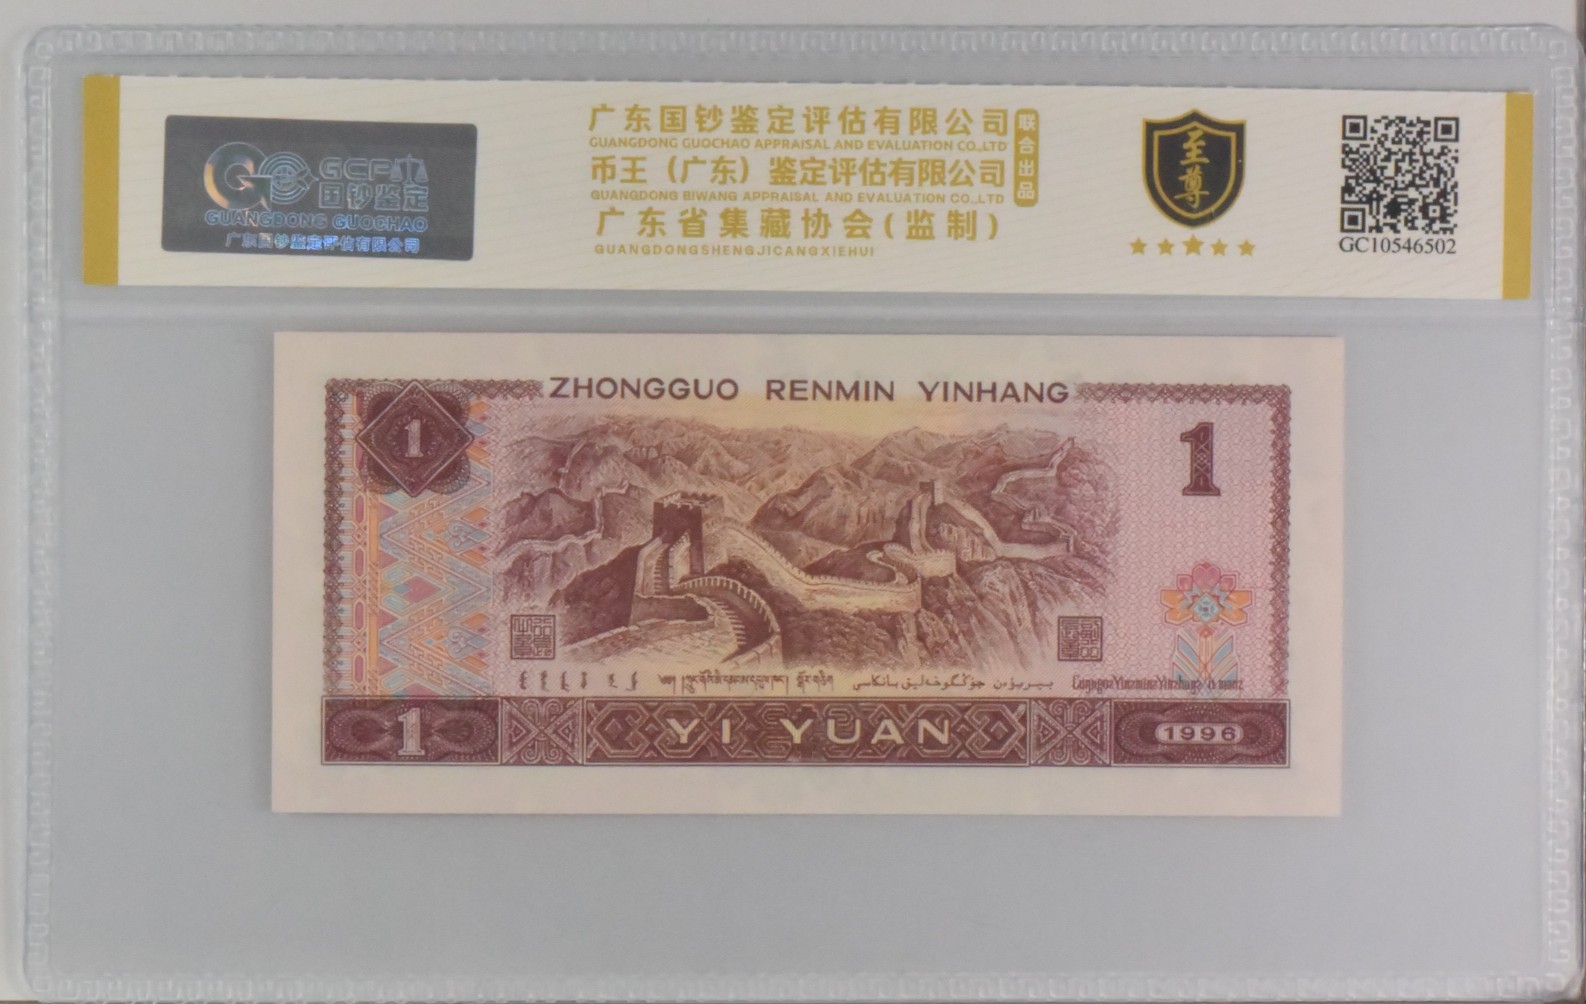 GCF
国钞鉴定
GUANGDONG GUOCHAO
广东国钞鉴定评估有限公司
广东国钞鉴定评估有限公司
GUANGDONG GUOCHAO APPRAISAL AND EVALUATION CO.,LTD
币王（广东）鉴定评估有限公司
GUANGDONG BIWANG APPRAISAL AND EVALUATION CO.,LTD
广东省集藏协会(监制)
GUANGDONGSHENGJICANGXIEHUI
联合出品
至尊
GC10546502
ZHONGGUO RENMIN YINHANG
1
1
1
YI YUAN
1996